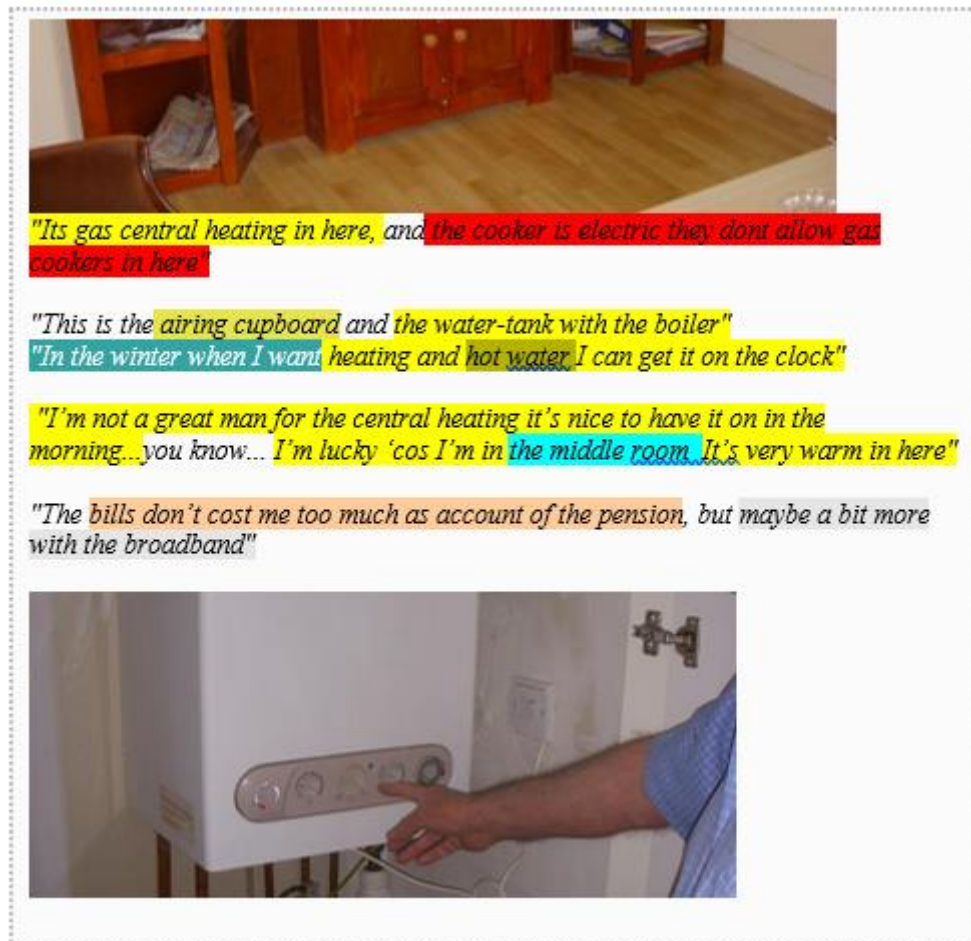 "Its gas central heating in here, and the cooker is electric they dont allow gas
cookers in here"
"This is the airing cupboard and the water-tank with the boiler"
"In the winter when I want heating and hot water I can get it on the clock"
"I’m not a great man for the central heating it’s nice to have it on in the
morning...you know... I’m lucky ‘cos I’m in the middle room It’s very warm in here"
"The bills don’t cost me too much as account of the pension, but maybe a bit more
with the broadband"